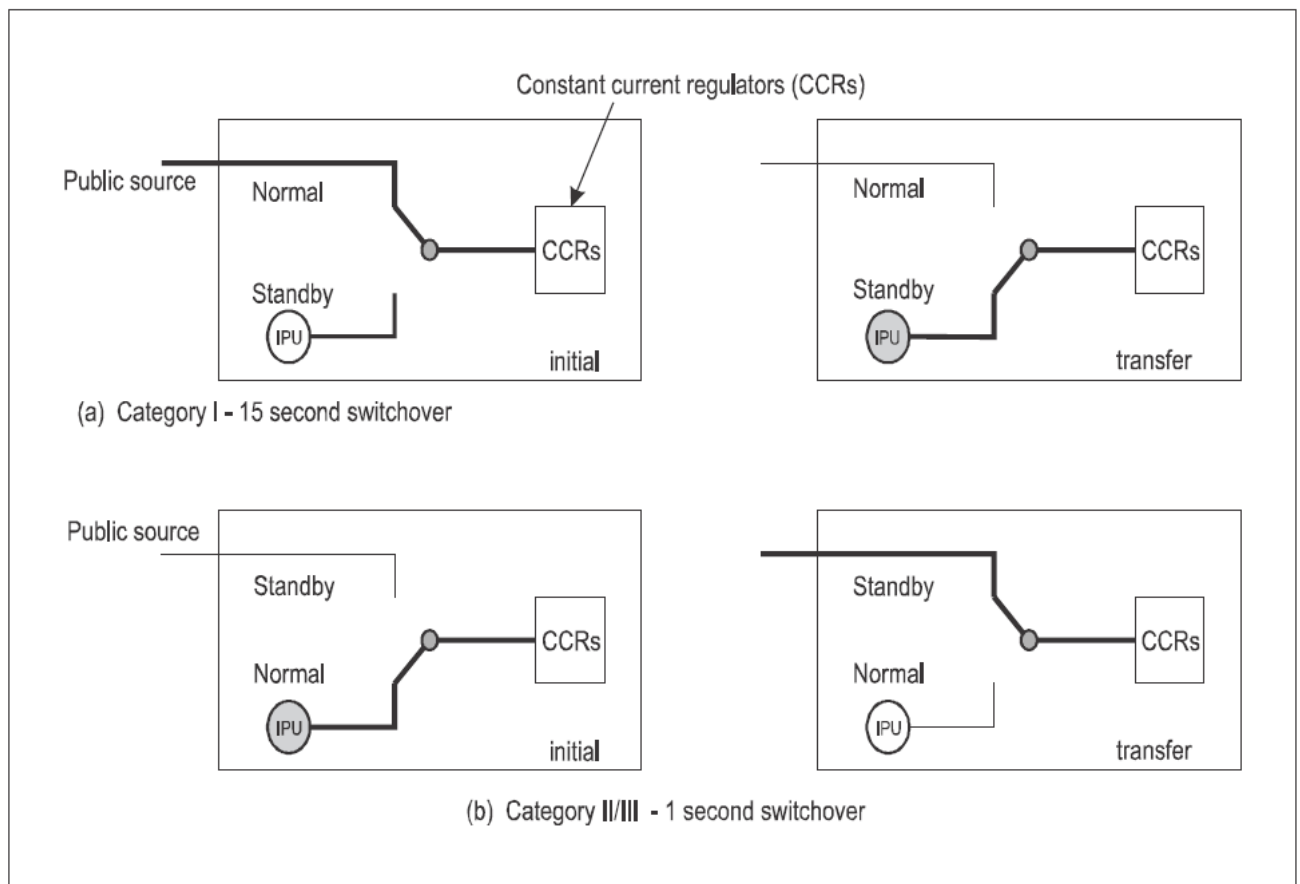 Constant current regulators (CCRs)
Public source
Normal
CCRs
Standby
IPU
initial
Normal
CCRs
Standby
IPU
transfer
(a) Category I - 15 second switchover
Public source
Standby
CCRs
Normal
IPU
initial
Standby
CCRs
Normal
IPU
transfer
(b) Category II/III - 1 second switchover